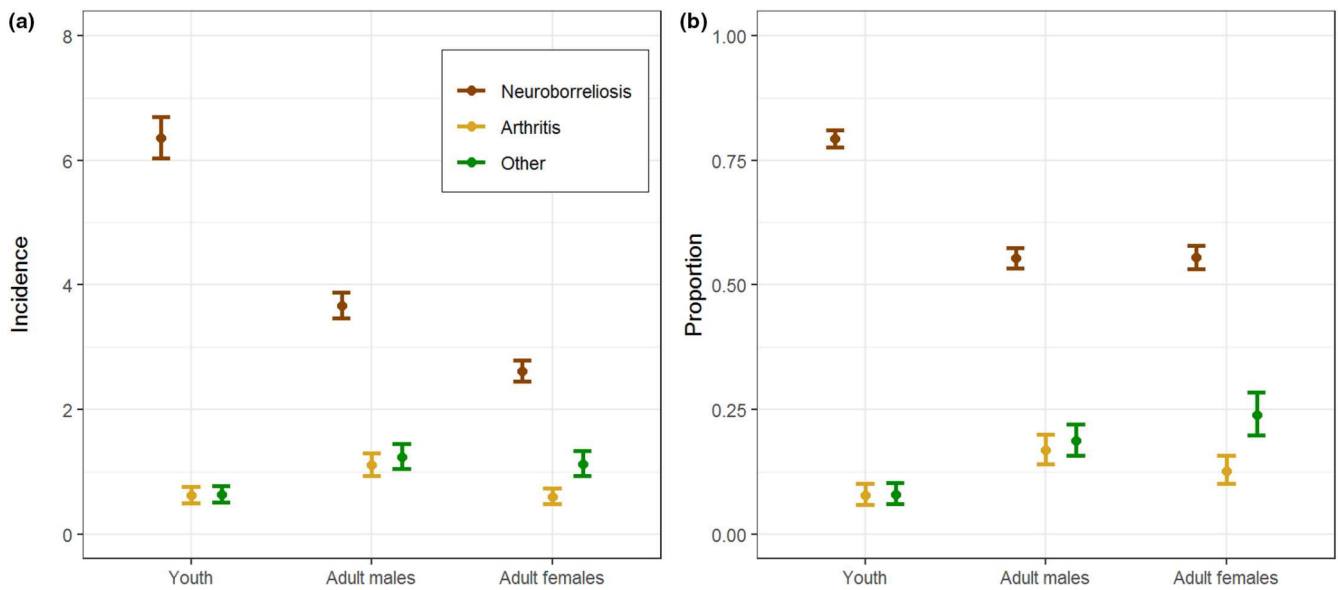 (a)
Incidence
8
6
4
2
0
Neuroborreliosis
Arthritis
Other
Youth Adult males Adult females
(b)
Proportion
1.00
0.75
0.50
0.25
0.00
Youth Adult males Adult females